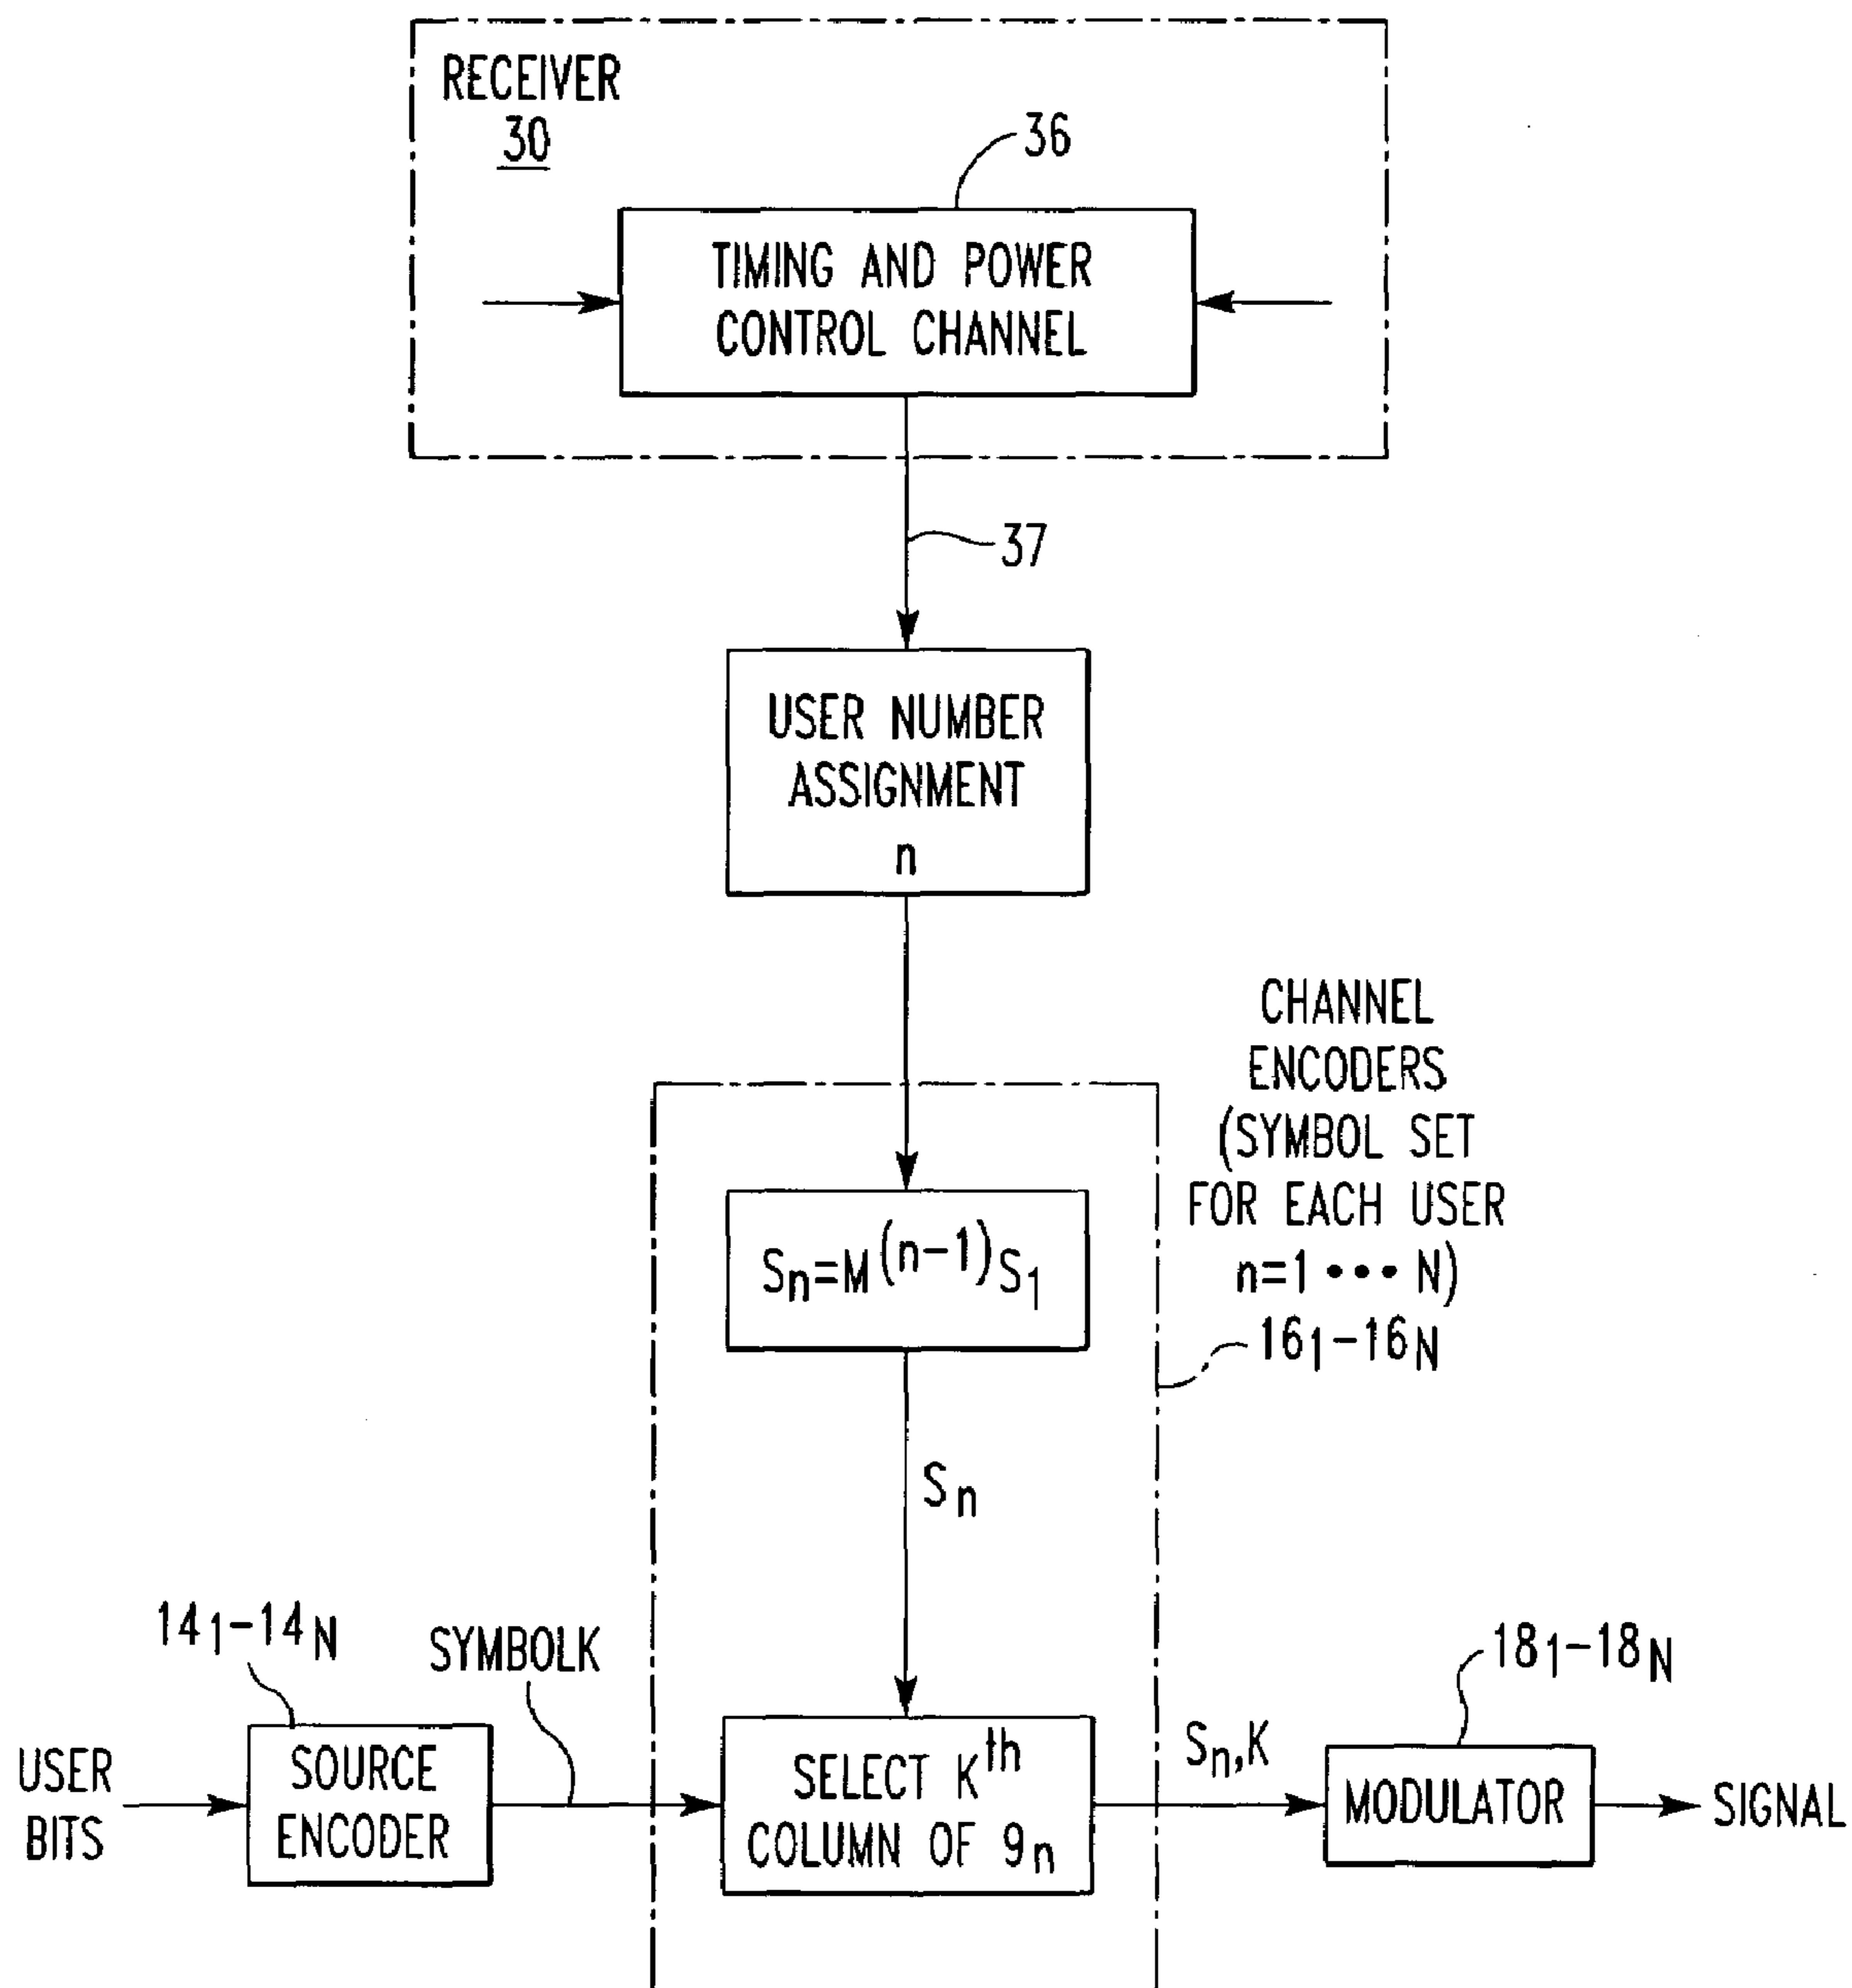 RECEIVER
30
36
TIMING AND POWER
CONTROL CHANNEL
37
USER NUMBER
ASSIGNMENT
n
CHANNEL
ENCODERS
(SYMBOL SET
FOR EACH USER
n=1 ••• N)
16₁-16N
Sn=M^(n-1)S₁
Sn
14₁-14N
SYMBOLK
18₁-18N
USER
BITS
SOURCE
ENCODER
SELECT K^th
COLUMN OF 9n
Sn,K
MODULATOR
SIGNAL